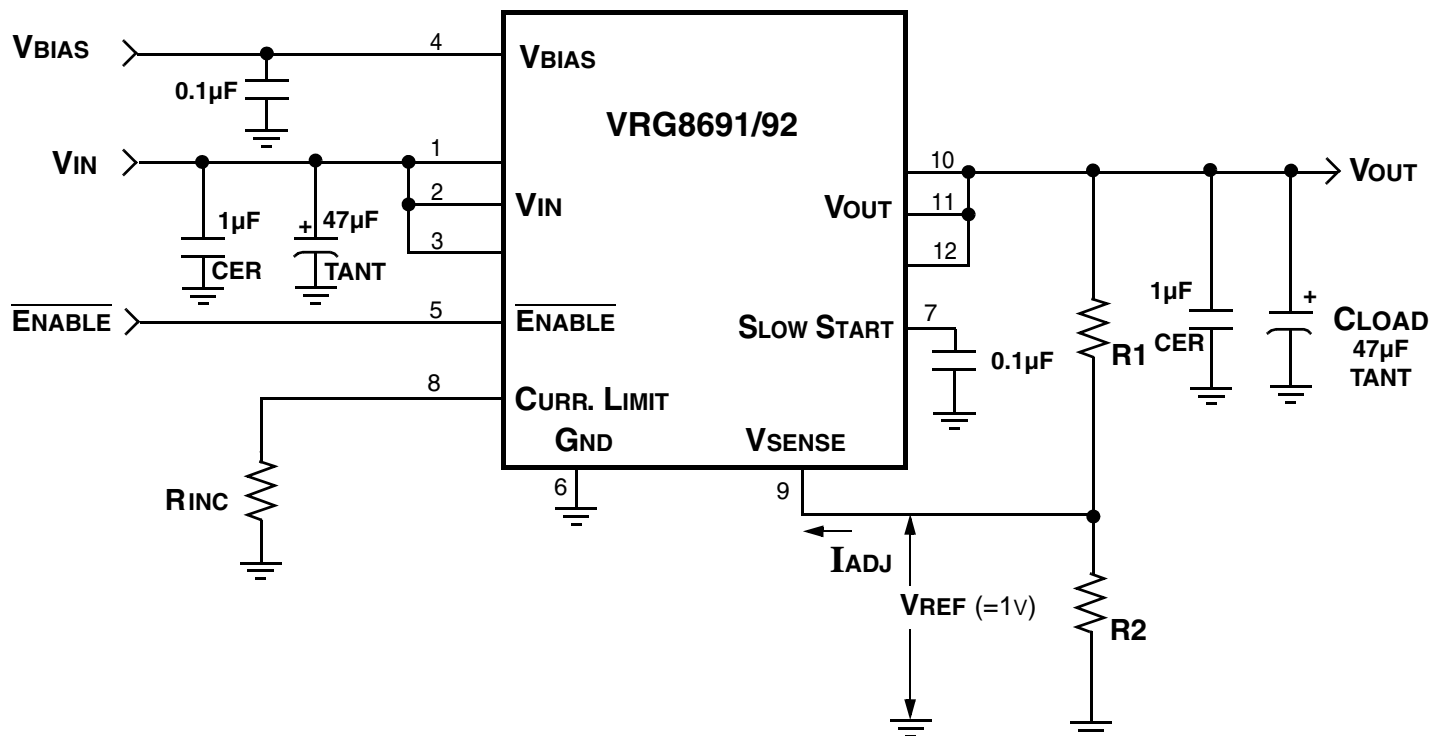 VBIAS
4
VBIAS
0.1µF
VRG8691/92
VIN
1
2
3
VIN
1µF
CER
+
47µF
TANT
10
11
12
VOUT
VOUT
ENABLE
5
ENABLE
SLOW START
7
0.1µF
R1
1µF
CER
+
CLOAD
47µF
TANT
8
CURR. LIMIT
GND
6
VSENSE
9
RINC
IADJ
VREF (=1V)
R2